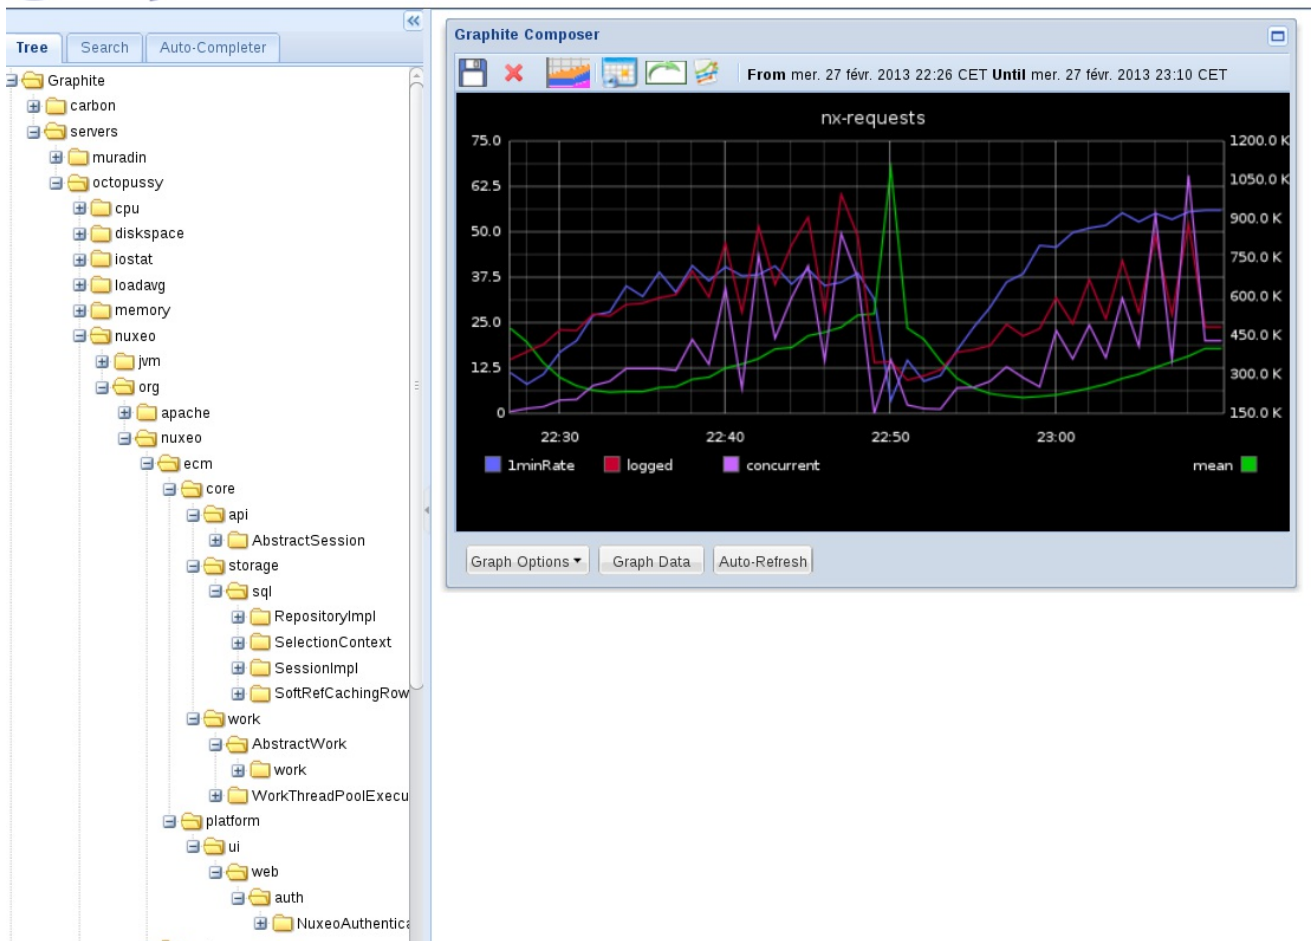 Tree Search Auto-Completer
Graphite
carbon
servers
muradin
octopussy
cpu
diskspace
iostat
loadavg
memory
nuxeo
jvm
org
apache
nuxeo
ecm
core
api
AbstractSession
storage
sql
RepositoryImpl
SelectionContext
SessionImpl
SoftRefCachingRow
work
AbstractWork
work
WorkThreadPoolExecu
platform
ui
web
auth
NuxeoAuthentica
Graphite Composer
From mer. 27 févr. 2013 22:26 CET Until mer. 27 févr. 2013 23:10 CET
nx-requests
75.0 1200.0 K
62.5 1050.0 K
50.0 900.0 K
750.0 K
37.5 600.0 K
25.0 450.0 K
12.5 300.0 K
0 150.0 K
22:30 22:40 22:50 23:00
1minRate logged concurrent mean
Graph Options Graph Data Auto-Refresh